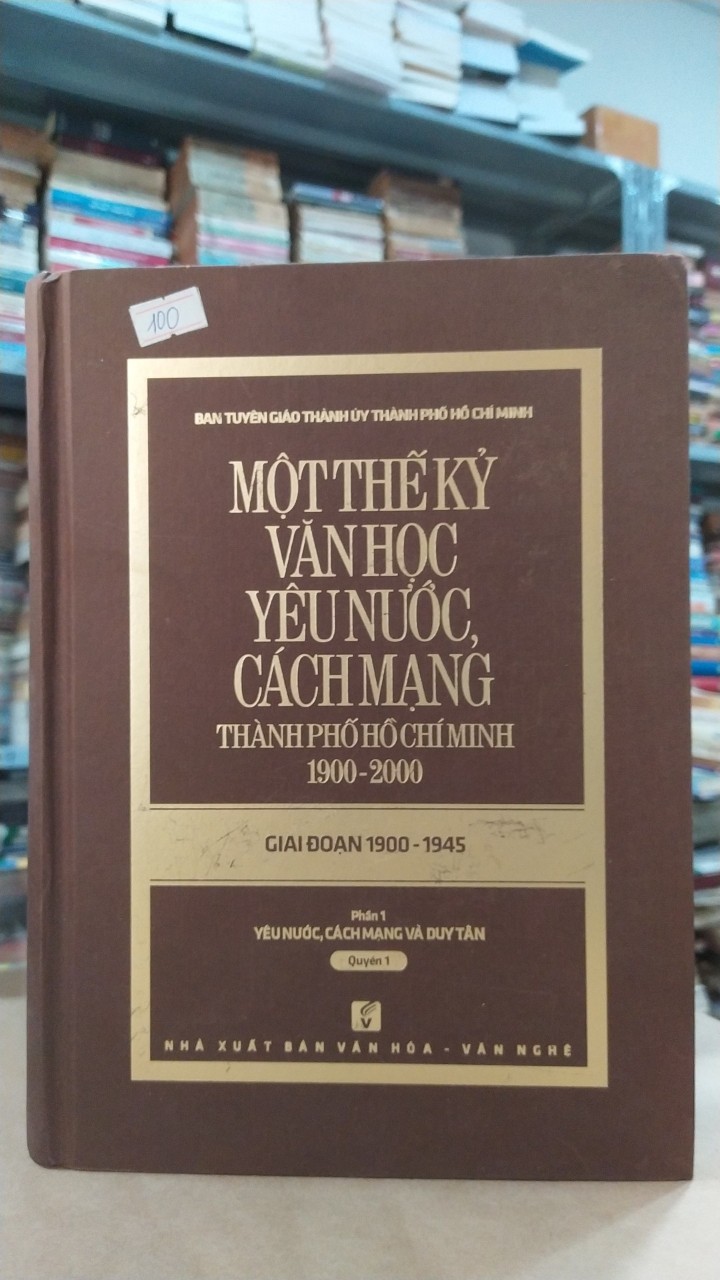 100
BAN TUYÊN GIÁO THÀNH ỦY THÀNH PHỐ HỒ CHÍ MINH
MỘT THẾ KỶ
VĂN HỌC
YÊU NƯỚC,
CÁCH MẠNG
THÀNH PHỐ HỒ CHÍ MINH
1900-2000
GIAI ĐOẠN 1900 - 1945
Phần 1
YÊU NƯỚC, CÁCH MẠNG VÀ DUY TÂN
Quyển 1
V
NHÀ XUẤT BẢN VĂN HÓA - VĂN NGHỆ